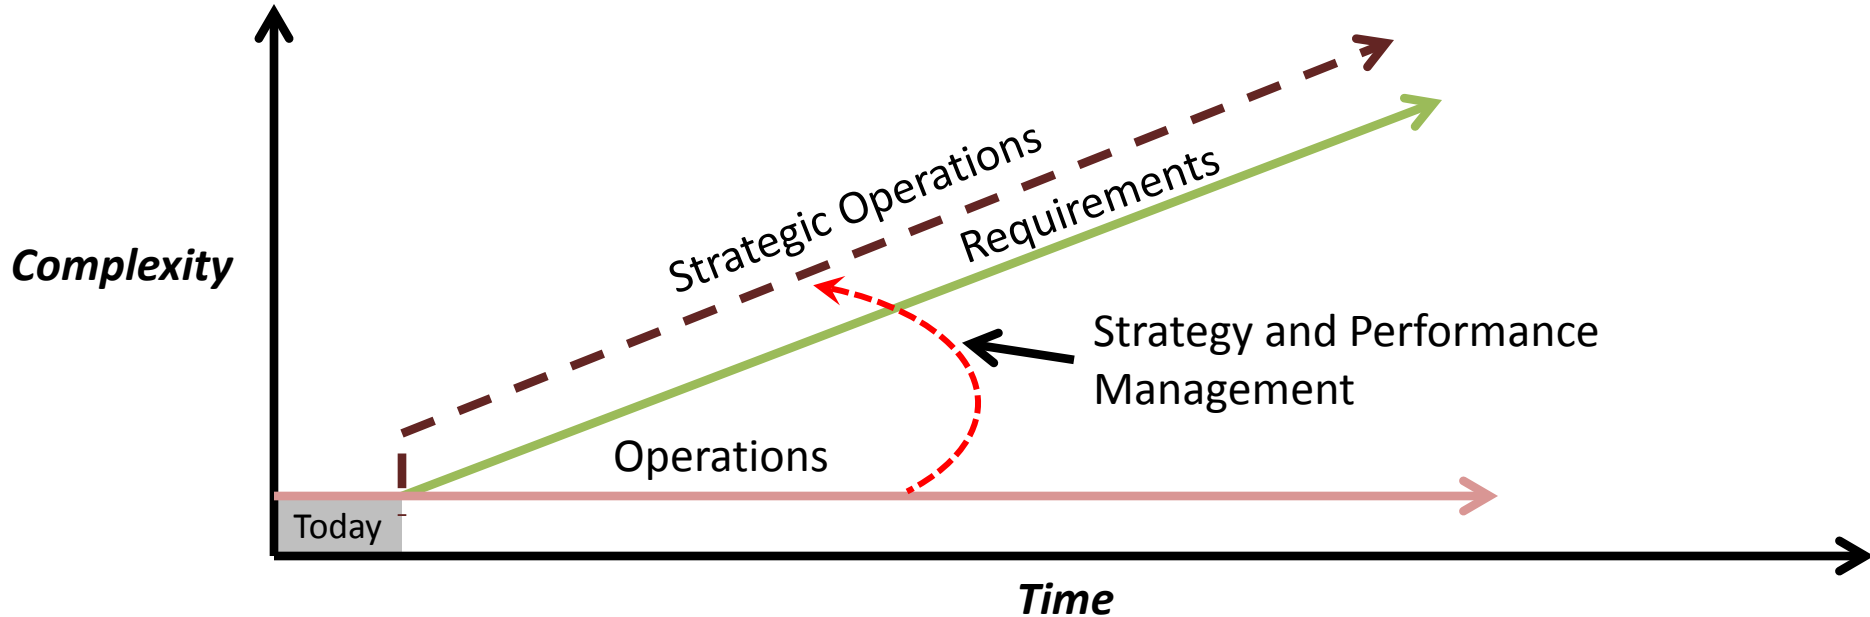 Strategic Operations
Requirements
Complexity
Strategy and Performance
Management
Operations
Today
Time